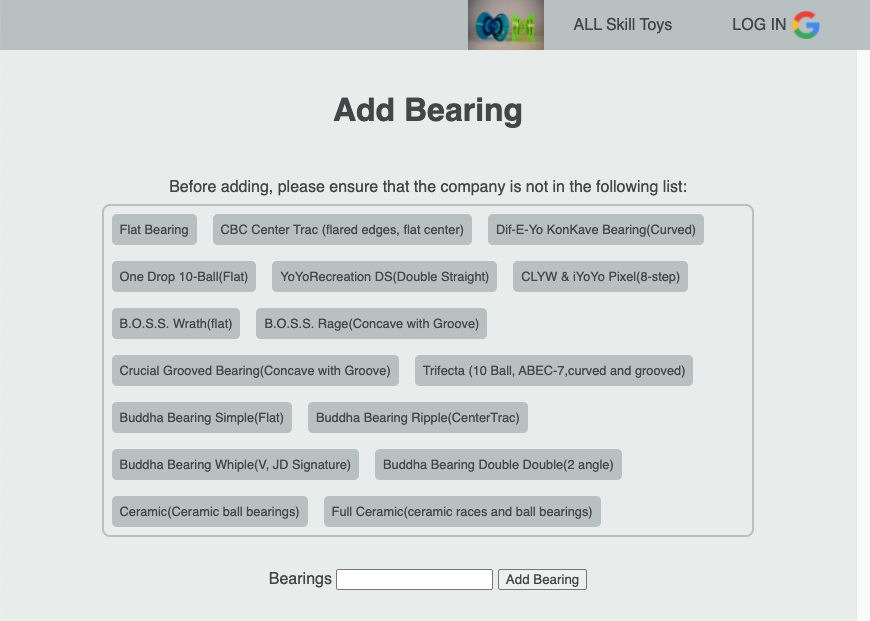 ALL Skill Toys LOG IN
Add Bearing
Before adding, please ensure that the company is not in the following list:
Flat Bearing CBC Center Trac (flared edges, flat center) Dif-E-Yo KonKave Bearing(Curved)
One Drop 10-Ball(Flat) YoYoRecreation DS(Double Straight) CLYW & iYoYo Pixel(8-step)
B.O.S.S. Wrath(flat) B.O.S.S. Rage(Concave with Groove)
Crucial Grooved Bearing(Concave with Groove) Trifecta (10 Ball, ABEC-7,curved and grooved)
Buddha Bearing Simple(Flat) Buddha Bearing Ripple(CenterTrac)
Buddha Bearing Whiple(V, JD Signature) Buddha Bearing Double Double(2 angle)
Ceramic(Ceramic ball bearings) Full Ceramic(ceramic races and ball bearings)
Bearings Add Bearing